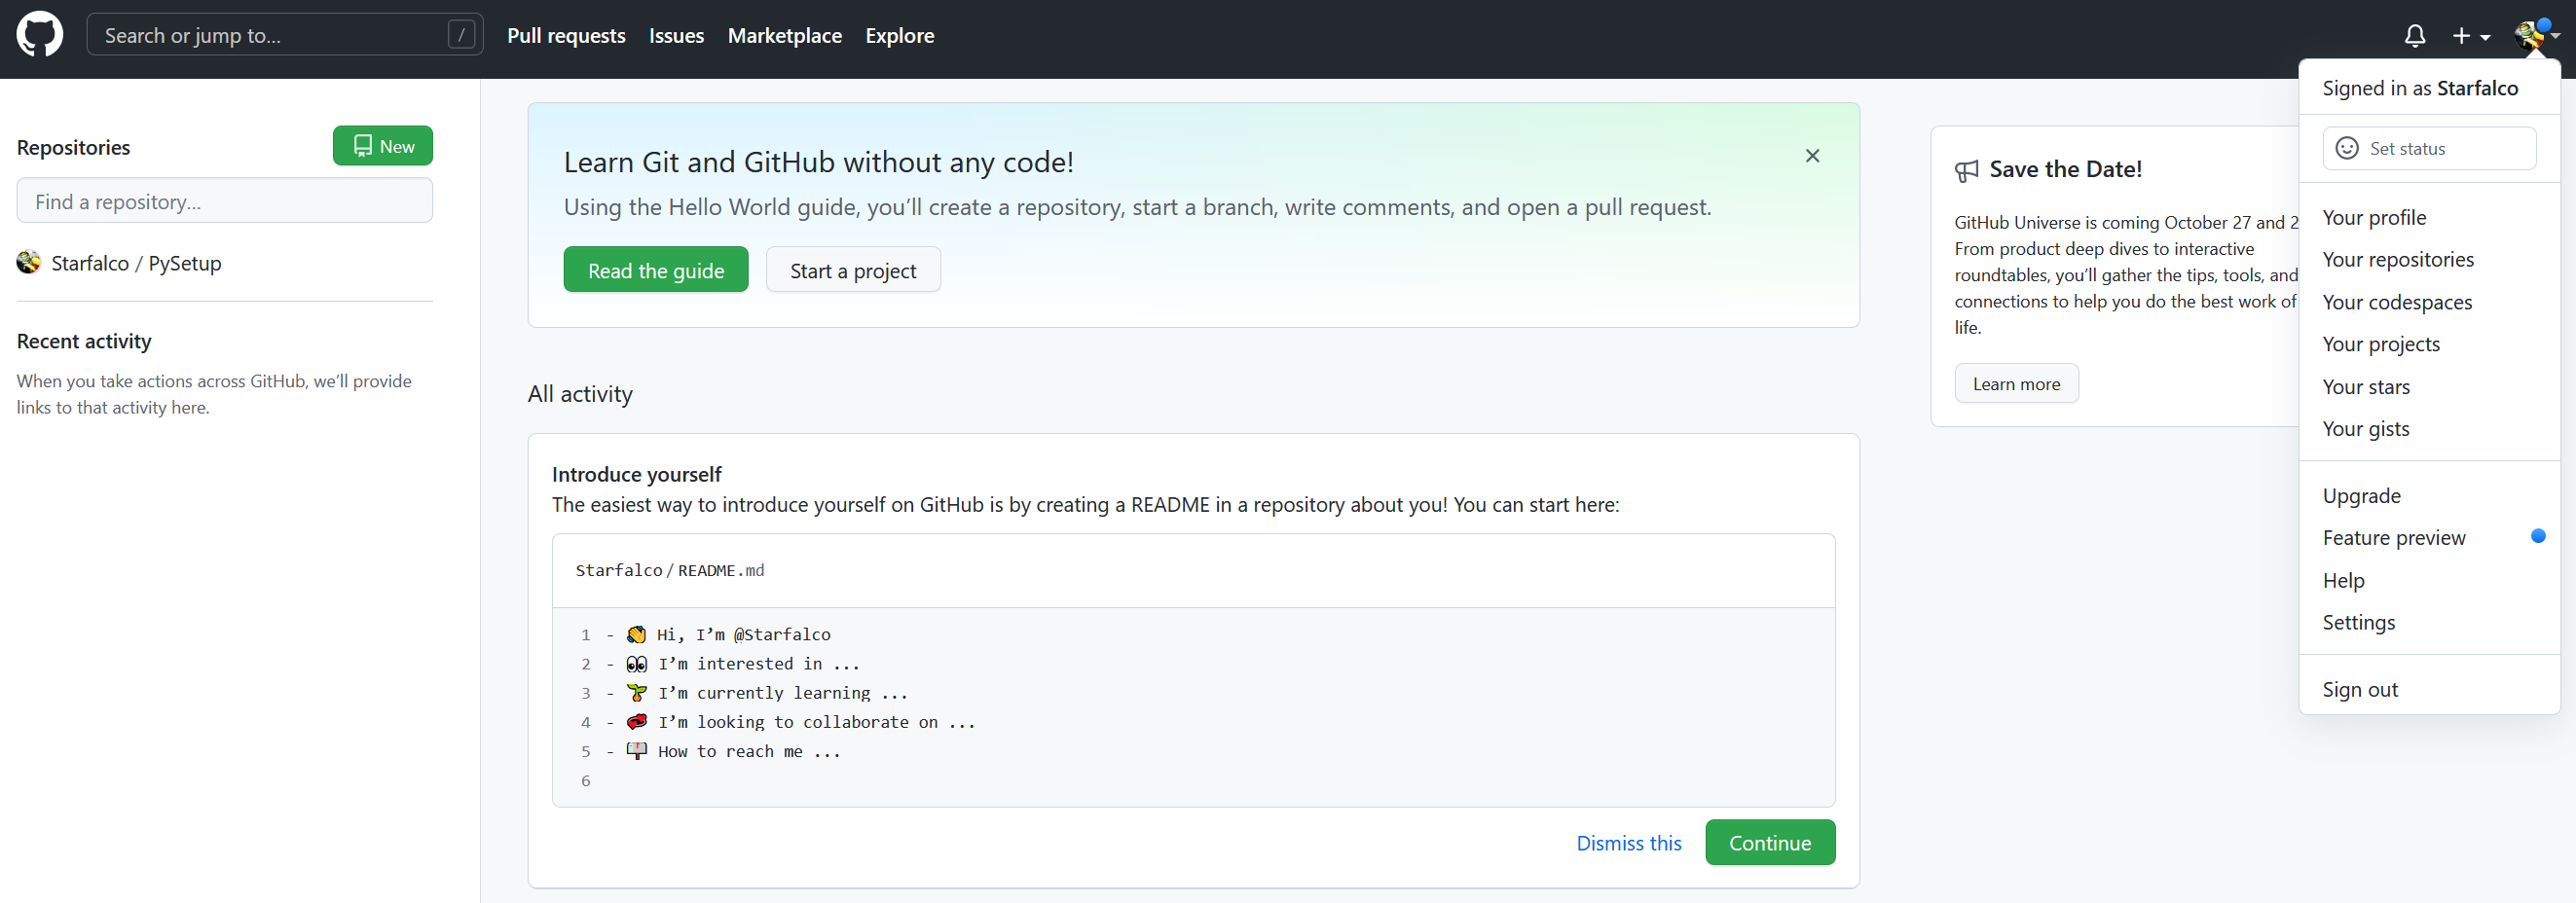 Search or jump to...
/
Pull requests
Issues
Marketplace
Explore
Repositories
New
Find a repository...
Starfalco / PySetup
Recent activity
When you take actions across GitHub, we’ll provide
links to that activity here.
Learn Git and GitHub without any code!
Using the Hello World guide, you’ll create a repository, start a branch, write comments, and open a pull request.
Read the guide
Start a project
All activity
Introduce yourself
The easiest way to introduce yourself on GitHub is by creating a README in a repository about you! You can start here:
Starfalco/README.md
1 - 👋 Hi, I’m @Starfalco
2 - 👀 I’m interested in ...
3 - 🌱 I’m currently learning ...
4 - 💞️ I’m looking to collaborate on ...
5 - 📫 How to reach me ...
6
Dismiss this
Continue
Save the Date!
GitHub Universe is coming October 27 and 2
From product deep dives to interactive
roundtables, you’ll gather the tips, tools, and
connections to help you do the best work of
life.
Learn more
Signed in as Starfalco
Set status
Your profile
Your repositories
Your codespaces
Your projects
Your stars
Your gists
Upgrade
Feature preview
Help
Settings
Sign out